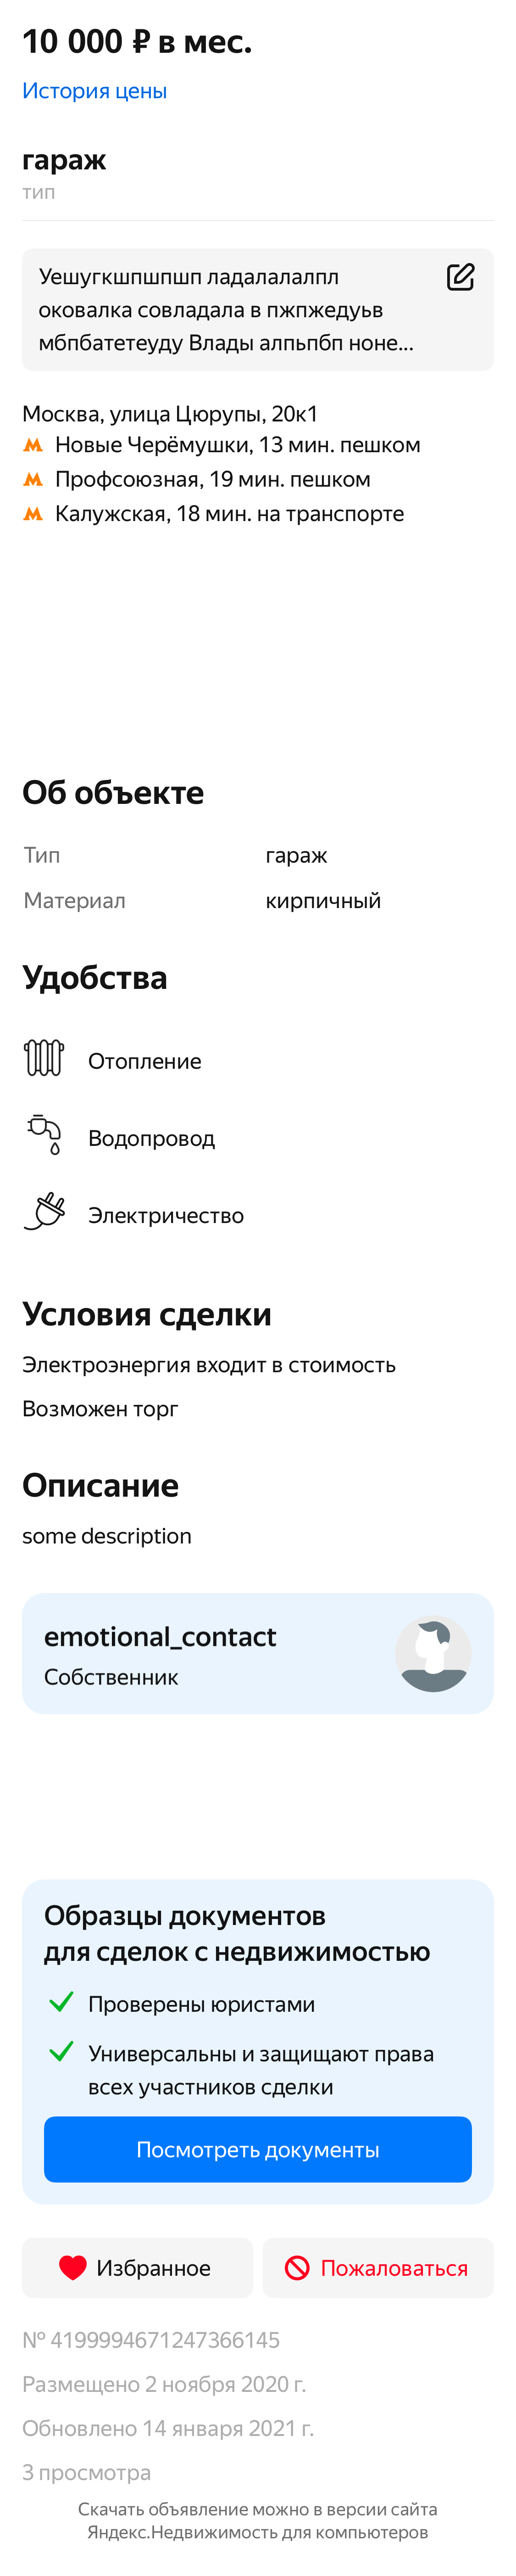 10 000 ₽ в мес.
История цены
гараж
тип
Уешугкшпшпшп ладалалалпл
оковалка совладала в пжпжедуьв
мбпбатетеуду Влады алпьпбп ноне...
Москва, улица Цюрупы, 20к1
Новые Черёмушки, 13 мин. пешком
Профсоюзная, 19 мин. пешком
Калужская, 18 мин. на транспорте
Об объекте
Тип гараж
Материал кирпичный
Удобства
Отопление
Водопровод
Электричество
Условия сделки
Электроэнергия входит в стоимость
Возможен торг
Описание
some description
emotional_contact
Собственник
Образцы документов
для сделок с недвижимостью
Проверены юристами
Универсальны и защищают права
всех участников сделки
Посмотреть документы
Избранное Пожаловаться
№ 4199994671247366145
Размещено 2 ноября 2020 г.
Обновлено 14 января 2021 г.
3 просмотра
Скачать объявление можно в версии сайта
Яндекс.Недвижимость для компьютеров